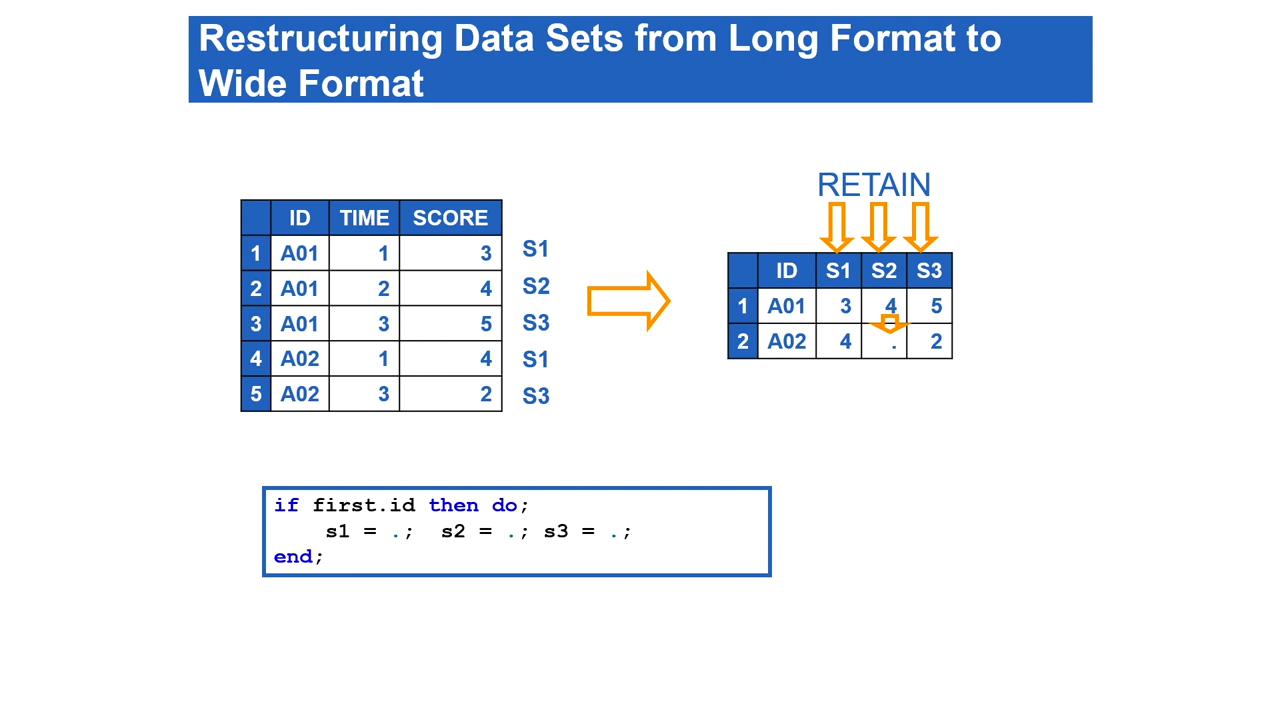 Restructuring Data Sets from Long Format to
Wide Format
RETAIN
ID TIME SCORE
1 A01 1 3 S1
2 A01 2 4 S2
3 A01 3 5 S3
4 A02 1 4 S1
5 A02 3 2 S3
ID S1 S2 S3
1 A01 3 4 5
2 A02 4 . 2
if first.id then do;
s1 = .; s2 = .; s3 = .;
end;